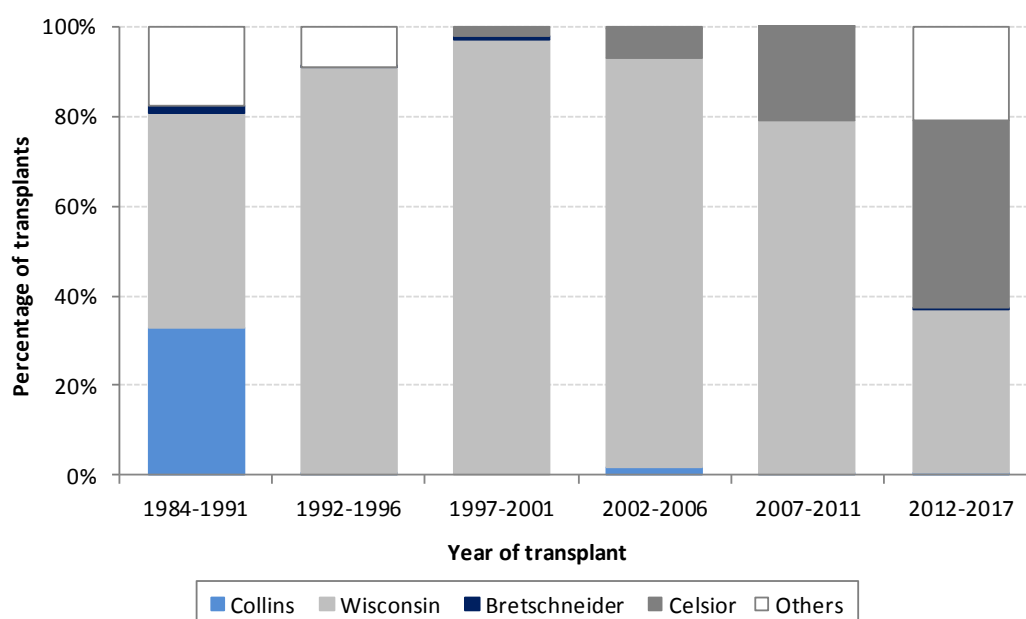 100%
80%
60%
40%
20%
0%
Percentage of transplants
1984-1991 1992-1996 1997-2001 2002-2006 2007-2011 2012-2017
Year of transplant
Collins Wisconsin Bretschneider Celsior Others